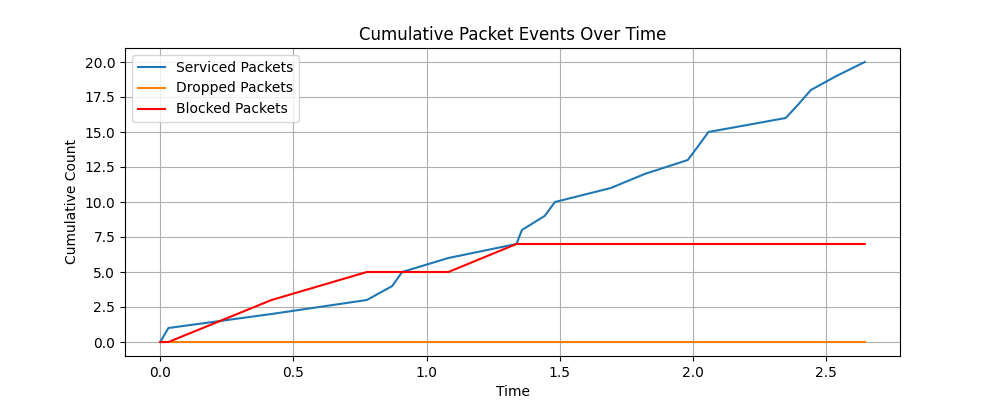 Cumulative Packet Events Over Time
Serviced Packets
Dropped Packets
Blocked Packets
Cumulative Count
20.0
17.5
15.0
12.5
10.0
7.5
5.0
2.5
0.0
0.0 0.5 1.0 1.5 2.0 2.5
Time